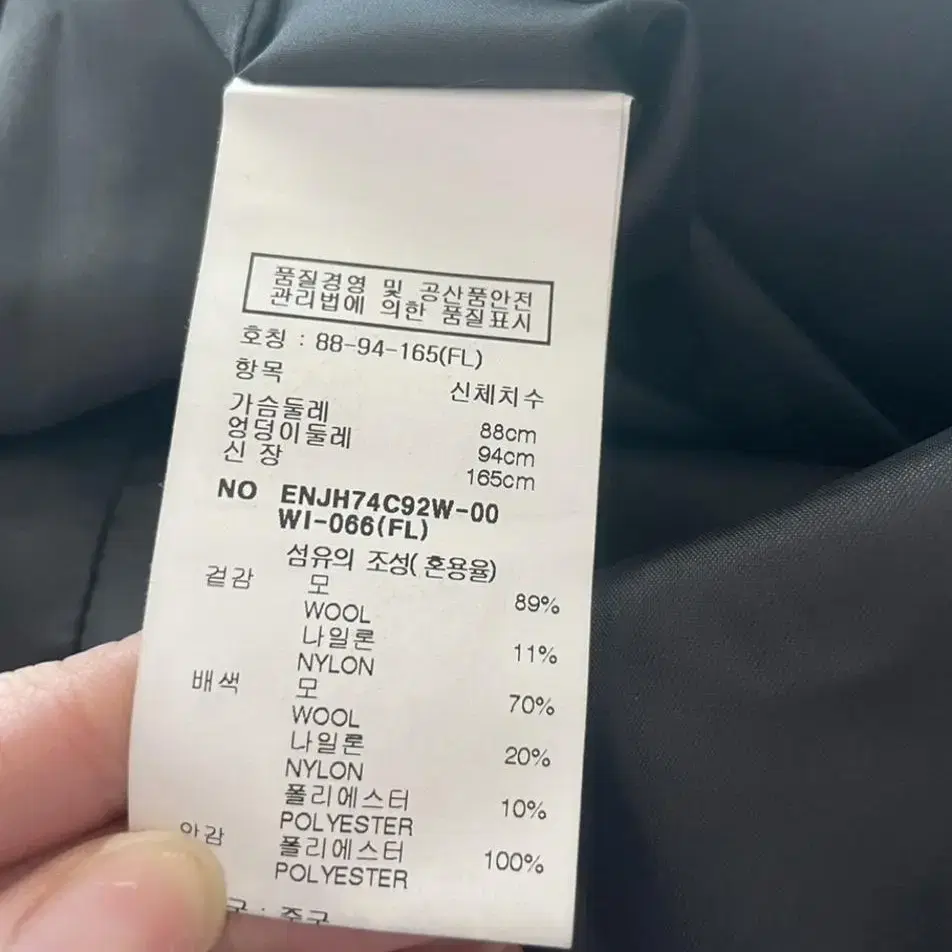 품질경영 및 공산품안전
관리법에 의한 품질표시
호칭 : 88-94-165(FL)
항목 신체치수
가슴둘레 88cm
엉덩이둘레 94cm
신 장 165cm
NO ENJH74C92W-00
WI-066(FL)
섬유의 조성( 혼용율)
겉감 모 89%
WOOL
나일론 11%
NYLON
배색 모 70%
WOOL
나일론 20%
NYLON
폴리에스터 10%
POLYESTER
안감 폴리에스터 100%
POLYESTER
국 : 중국